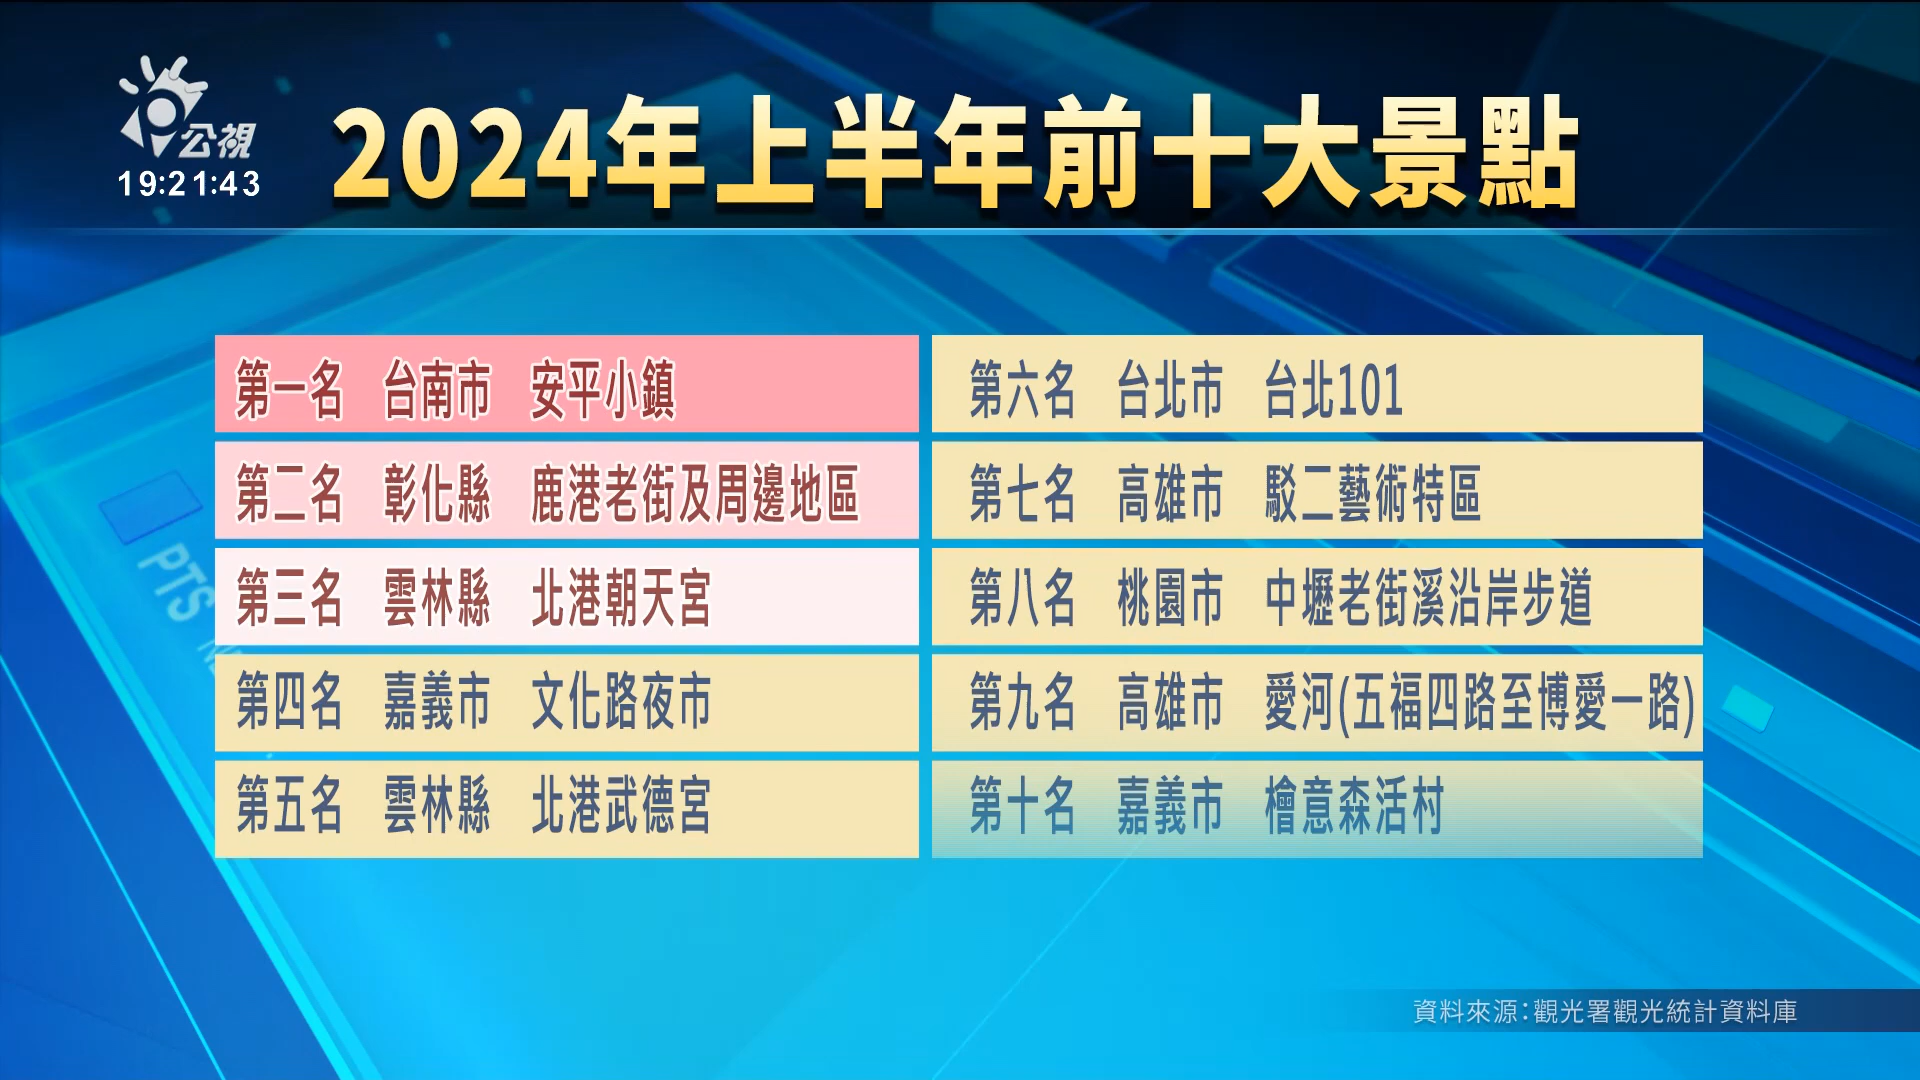 公視
19:21:43
2024年上半年前十大景點
第一名 台南市 安平小鎮
第二名 彰化縣 鹿港老街及周邊地區
第三名 雲林縣 北港朝天宮
第四名 嘉義市 文化路夜市
第五名 雲林縣 北港武德宮
第六名 台北市 台北101
第七名 高雄市 駁二藝術特區
第八名 桃園市 中壢老街溪沿岸步道
第九名 高雄市 愛河(五福四路至博愛一路)
第十名 嘉義市 檜意森活村
PTS
資料來源:觀光署觀光統計資料庫